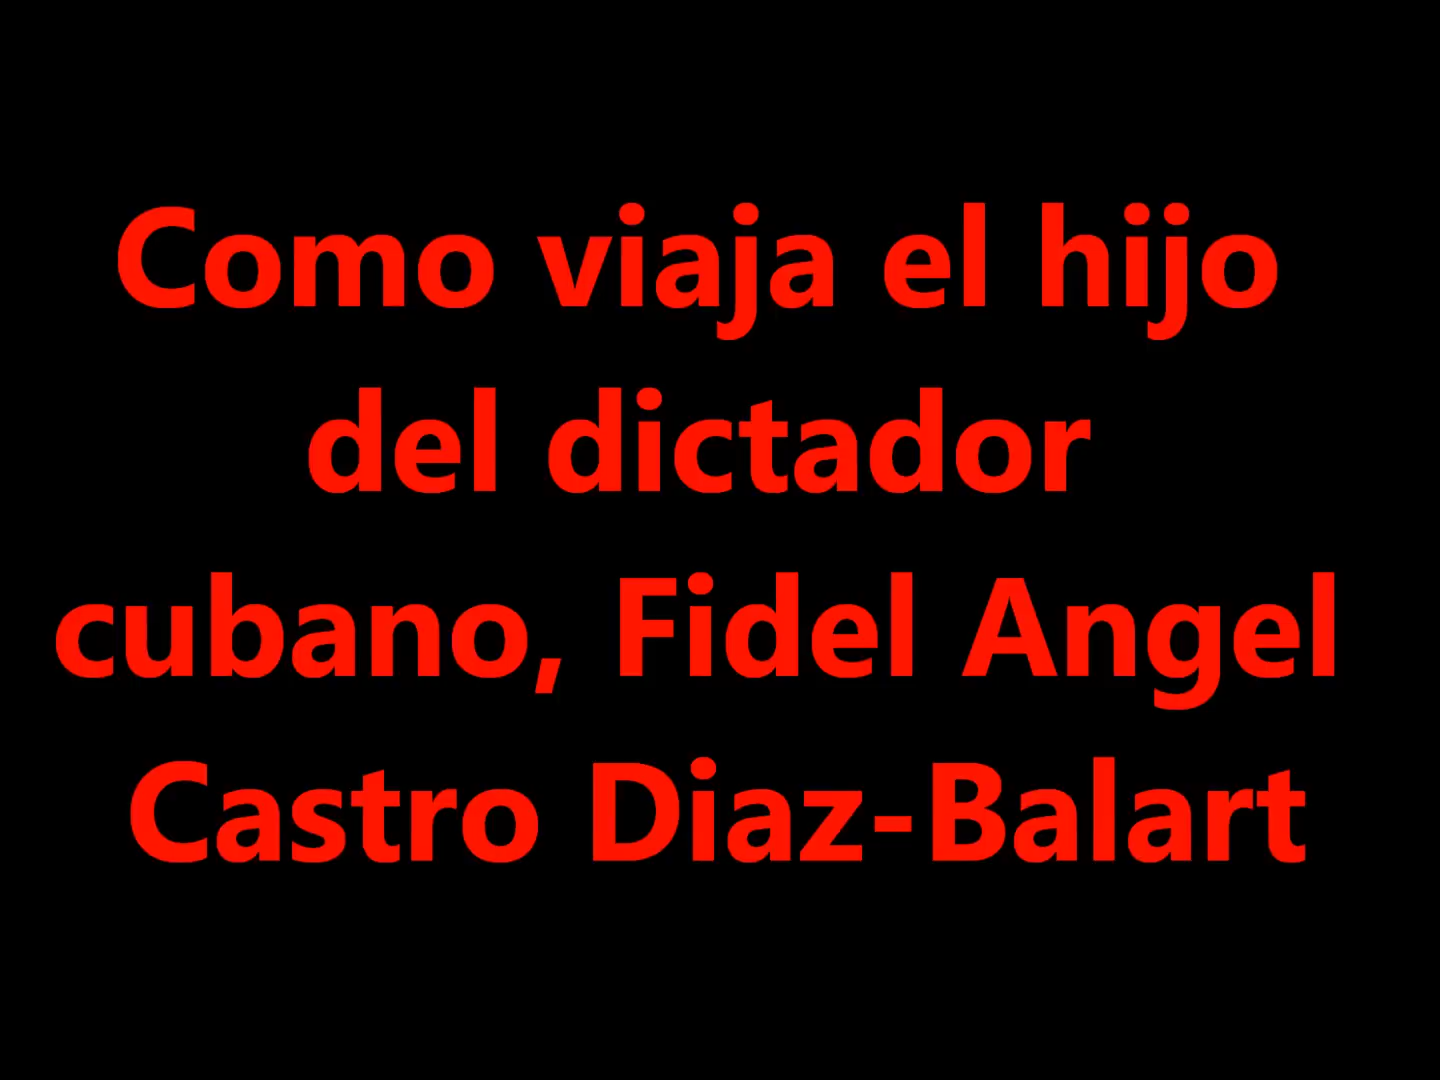 Como viaja el hijo
del dictador
cubano, Fidel Angel
Castro Diaz-Balart